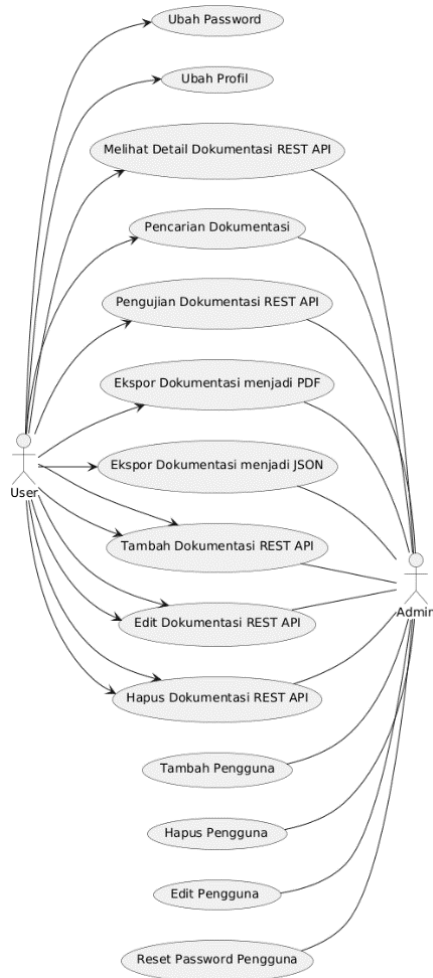 Ubah Password
Ubah Profil
Melihat Detail Dokumentasi REST API
Pencarian Dokumentasi
Pengujian Dokumentasi REST API
Ekspor Dokumentasi menjadi PDF
Ekspor Dokumentasi menjadi JSON
User
Tambah Dokumentasi REST API
Admin
Edit Dokumentasi REST API
Hapus Dokumentasi REST API
Tambah Pengguna
Hapus Pengguna
Edit Pengguna
Reset Password Pengguna